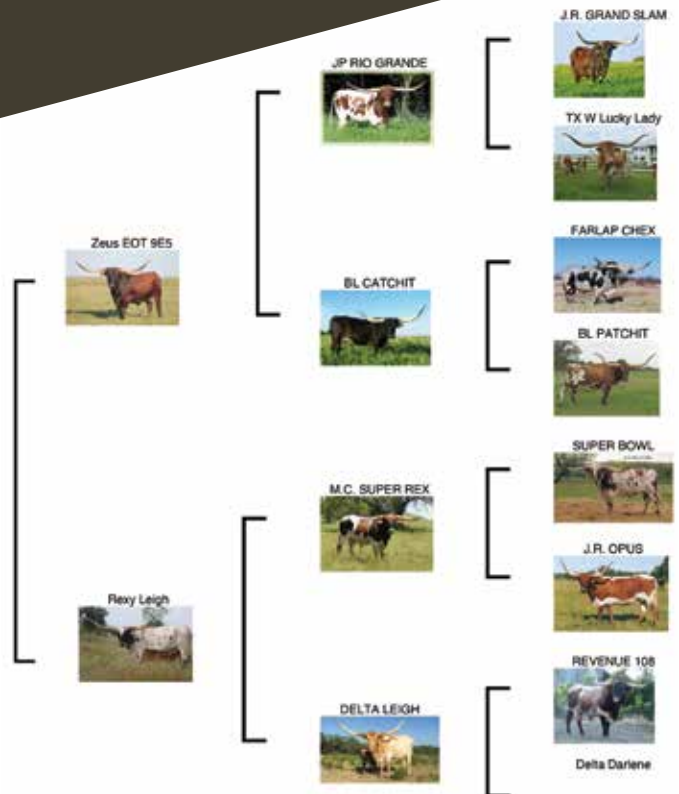 J.R. GRAND SLAM
JP RIO GRANDE
TX W Lucky Lady
Zeus EOT 9E5
FARLAP CHEX
BL CATCHIT
BL PATCHIT
SUPER BOWL
M.C. SUPER REX
J.R. OPUS
Rexy Leigh
REVENUE 108
DELTA LEIGH
Delta Darlene